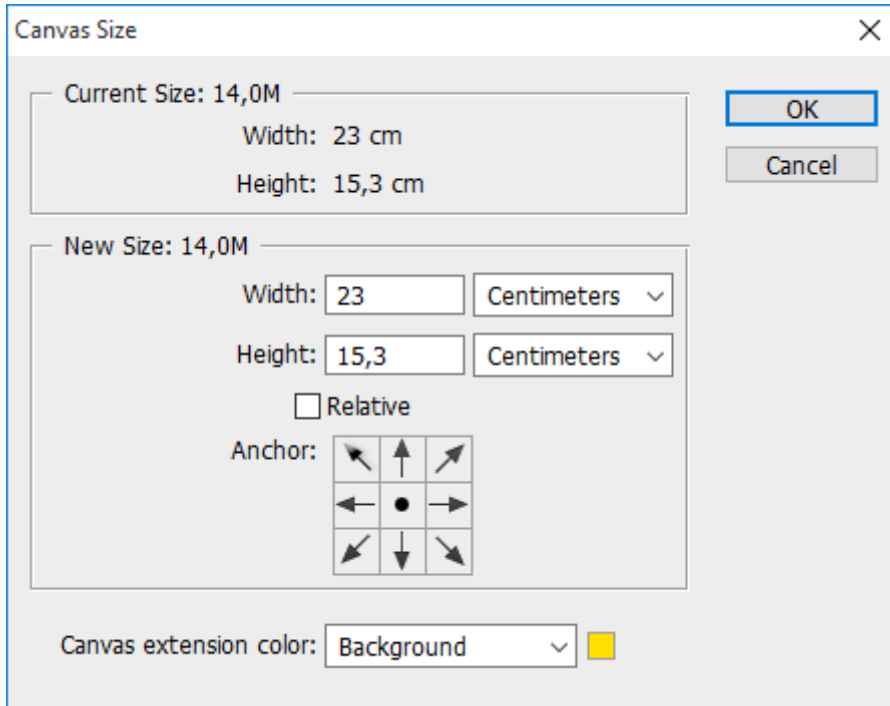 Canvas Size
Current Size: 14,0M
OK
Width: 23 cm
Cancel
Height: 15,3 cm
New Size: 14,0M
Width: 23 Centimeters
Height: 15,3 Centimeters
Relative
Anchor:
Canvas extension color: Background